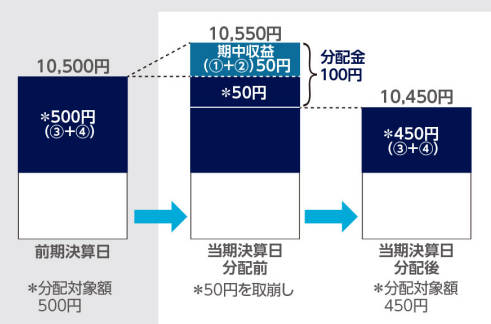 10,550円
期中収益
(①+②)50円
*50円
分配金
100円
10,500円
*500円
(③+④)
10,450円
*450円
(③+④)
前期決算日
当期決算日
分配前
当期決算日
分配後
*分配対象額
500円
*50円を取崩し
*分配対象額
450円